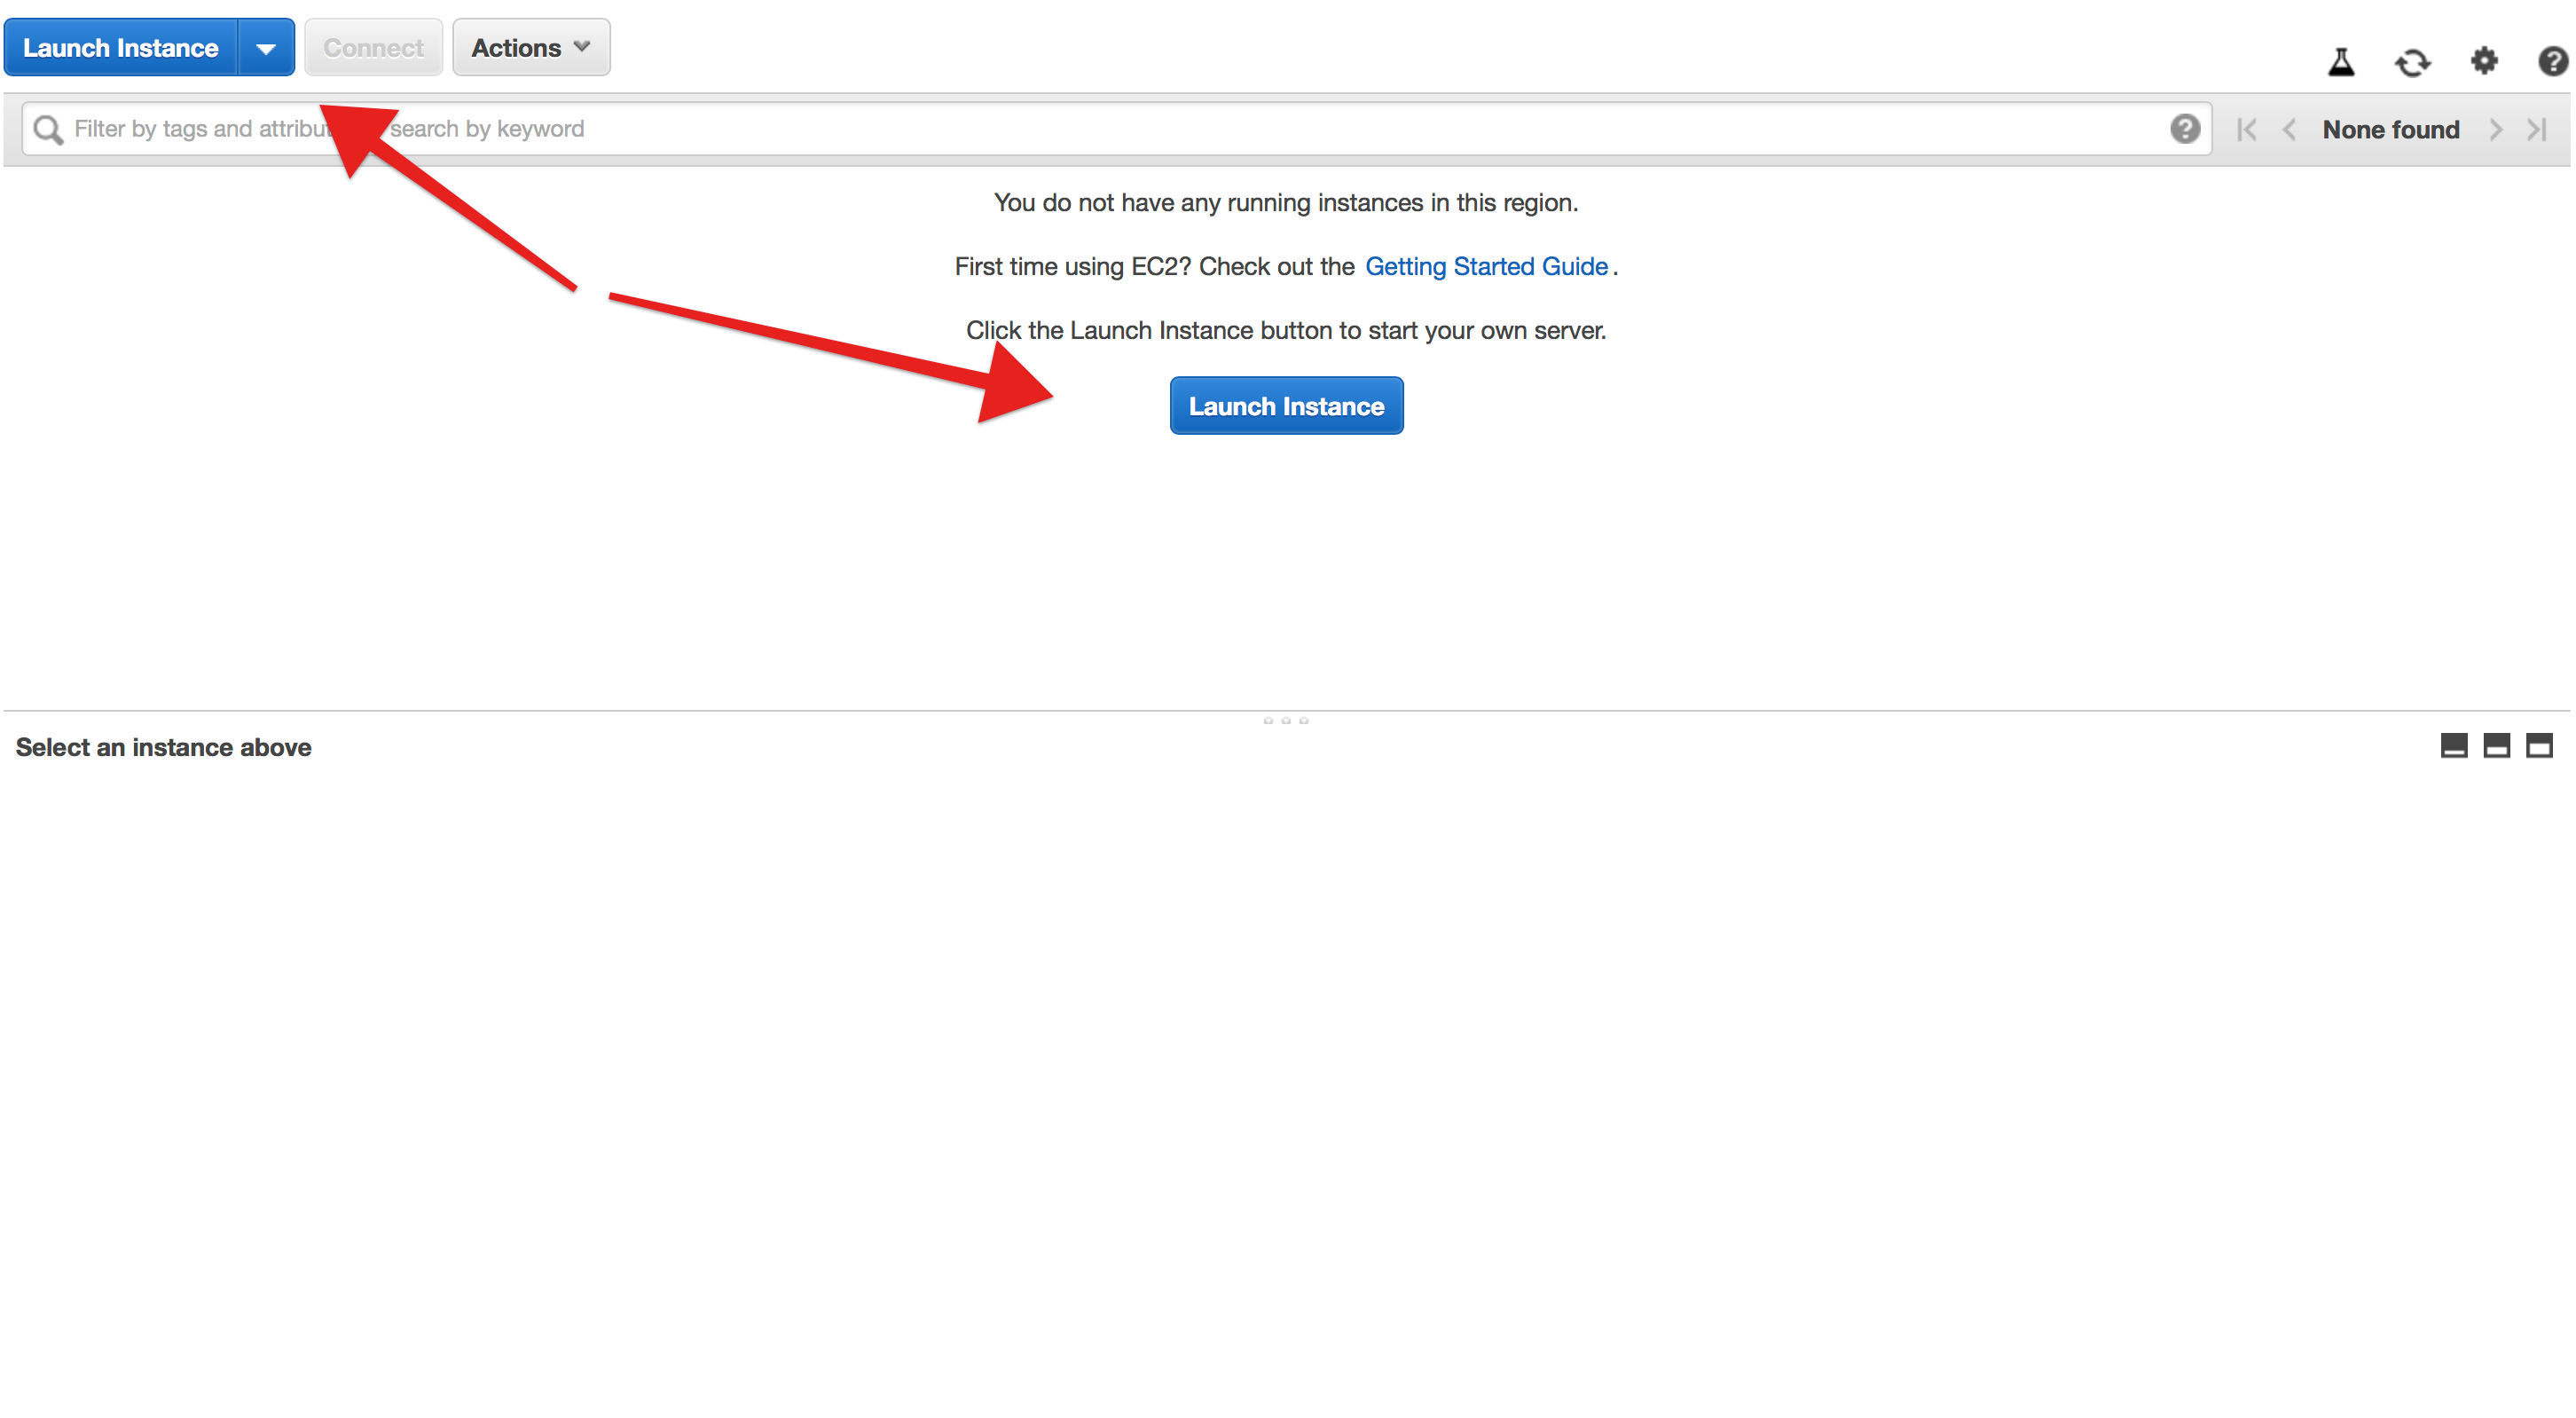 Launch Instance
Connect
Actions
Filter by tags and attribu search by keyword
None found
You do not have any running instances in this region.
First time using EC2? Check out the Getting Started Guide.
Click the Launch Instance button to start your own server.
Launch Instance
Select an instance above